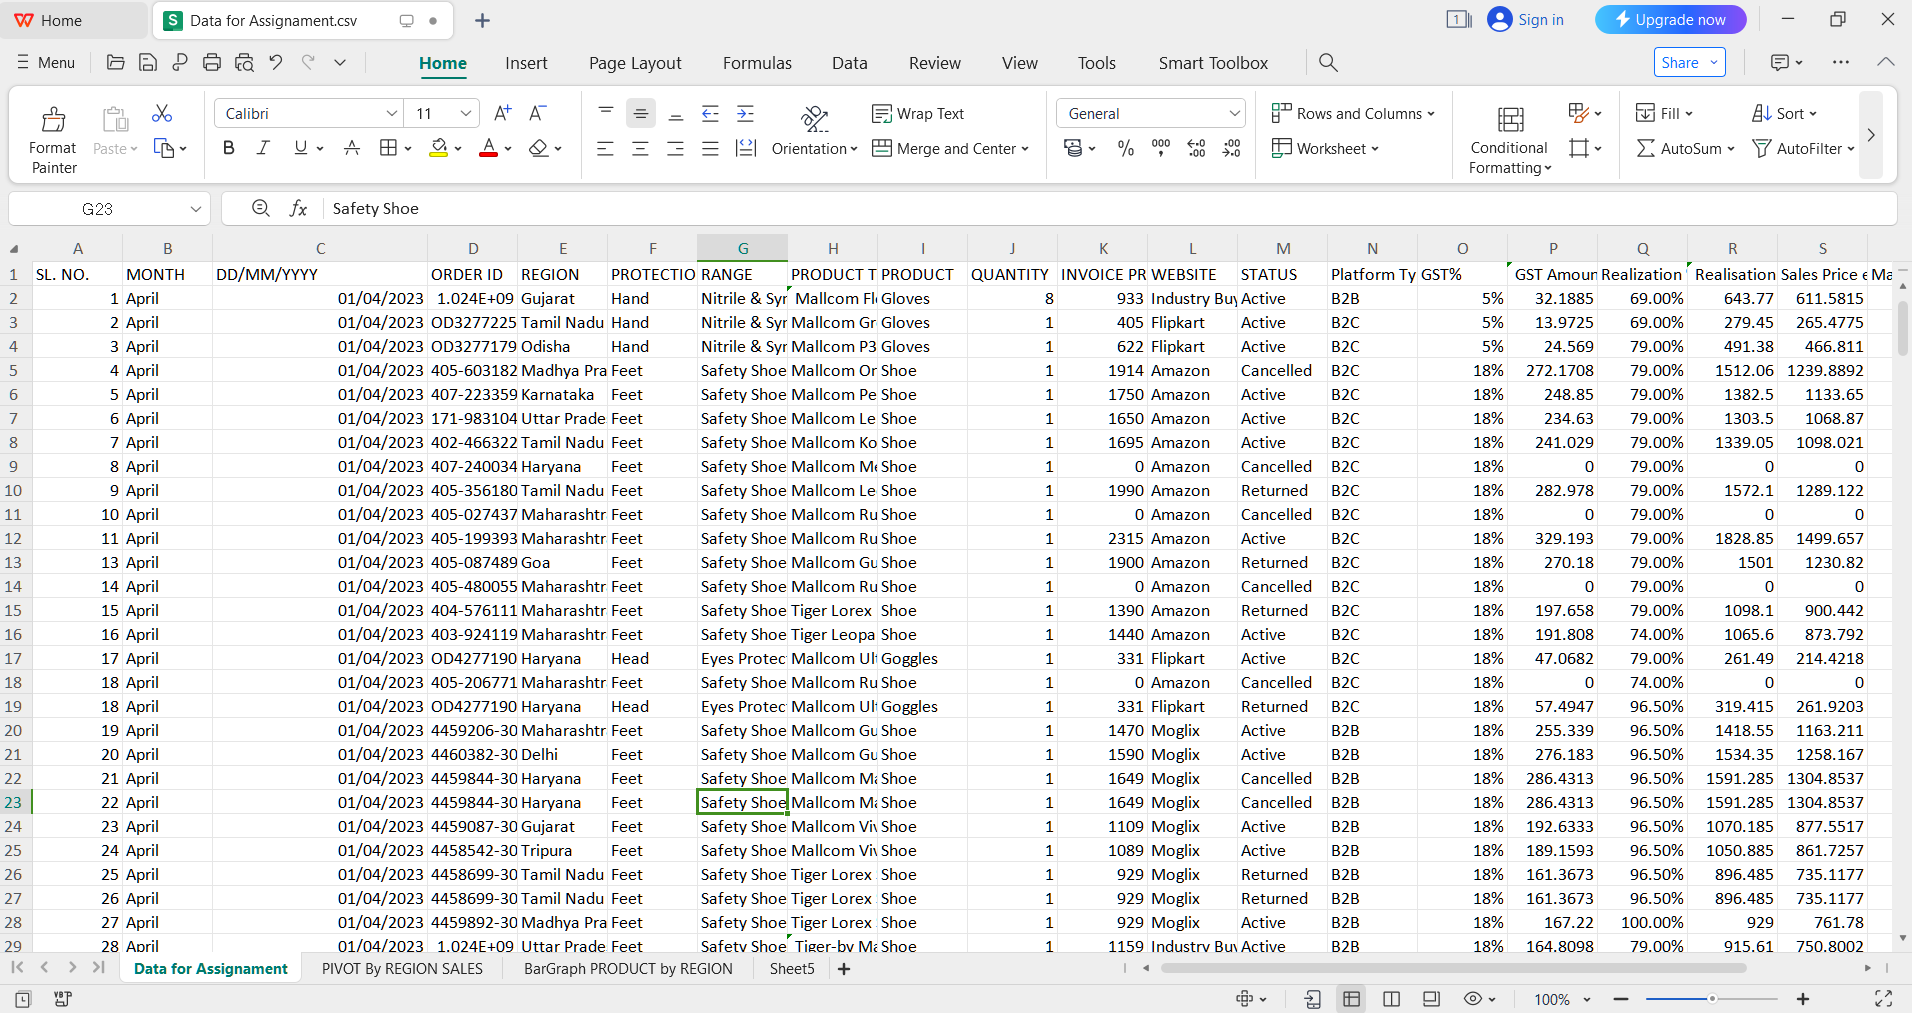 Home Data for Assignament.csv Sign in Upgrade now
Menu Home Insert Page Layout Formulas Data Review View Tools Smart Toolbox Share
Format Painter Paste Calibri 11 Wrap Text General Rows and Columns Conditional Formatting Fill Sort
Orientation Merge and Center Worksheet AutoSum AutoFilter
G23 fx Safety Shoe
A B C D E F G H I J K L M N O P Q R S
1 SL. NO. MONTH DD/MM/YYYY ORDER ID REGION PROTECTIO RANGE PRODUCT T PRODUCT QUANTITY INVOICE PR WEBSITE STATUS Platform Ty GST% GST Amoun Realization Realisation Sales Price e Ma
2 1 April 01/04/2023 1.024E+09 Gujarat Hand Nitrile & Syr Mallcom Fl Gloves 8 933 Industry Buy Active B2B 5% 32.1885 69.00% 643.77 611.5815
3 2 April 01/04/2023 OD3277225 Tamil Nadu Hand Nitrile & Syr Mallcom Gr Gloves 1 405 Flipkart Active B2C 5% 13.9725 69.00% 279.45 265.4775
4 3 April 01/04/2023 OD3277179 Odisha Hand Nitrile & Syr Mallcom P3 Gloves 1 622 Flipkart Active B2C 5% 24.569 79.00% 491.38 466.811
5 4 April 01/04/2023 405-603182 Madhya Pra Feet Safety Shoe Mallcom Or Shoe 1 1914 Amazon Cancelled B2C 18% 272.1708 79.00% 1512.06 1239.8892
6 5 April 01/04/2023 407-223359 Karnataka Feet Safety Shoe Mallcom Pe Shoe 1 1750 Amazon Active B2C 18% 248.85 79.00% 1382.5 1133.65
7 6 April 01/04/2023 171-983104 Uttar Prade Feet Safety Shoe Mallcom Le Shoe 1 1650 Amazon Active B2C 18% 234.63 79.00% 1303.5 1068.87
8 7 April 01/04/2023 402-466322 Tamil Nadu Feet Safety Shoe Mallcom Ko Shoe 1 1695 Amazon Active B2C 18% 241.029 79.00% 1339.05 1098.021
9 8 April 01/04/2023 407-240034 Haryana Feet Safety Shoe Mallcom Me Shoe 1 0 Amazon Cancelled B2C 18% 0 79.00% 0 0
10 9 April 01/04/2023 405-356180 Tamil Nadu Feet Safety Shoe Mallcom Le Shoe 1 1990 Amazon Returned B2C 18% 282.978 79.00% 1572.1 1289.122
11 10 April 01/04/2023 405-027437 Maharashtr Feet Safety Shoe Mallcom Ru Shoe 1 0 Amazon Cancelled B2C 18% 0 79.00% 0 0
12 11 April 01/04/2023 405-199393 Maharashtr Feet Safety Shoe Mallcom Ru Shoe 1 2315 Amazon Active B2C 18% 329.193 79.00% 1828.85 1499.657
13 13 April 01/04/2023 405-087489 Goa Feet Safety Shoe Mallcom Gu Shoe 1 1900 Amazon Returned B2C 18% 270.18 79.00% 1501 1230.82
14 14 April 01/04/2023 405-480055 Maharashtr Feet Safety Shoe Mallcom Ru Shoe 1 0 Amazon Cancelled B2C 18% 0 79.00% 0 0
15 15 April 01/04/2023 404-576111 Maharashtr Feet Safety Shoe Tiger Lorex Shoe 1 1390 Amazon Returned B2C 18% 197.658 79.00% 1098.1 900.442
16 16 April 01/04/2023 403-924119 Maharashtr Feet Safety Shoe Tiger Leopa Shoe 1 1440 Amazon Active B2C 18% 191.808 74.00% 1065.6 873.792
17 17 April 01/04/2023 OD4277190 Haryana Head Eyes Protec Mallcom Ult Goggles 1 331 Flipkart Active B2C 18% 47.0682 79.00% 261.49 214.4218
18 18 April 01/04/2023 405-206771 Maharashtr Feet Safety Shoe Mallcom Ru Shoe 1 0 Amazon Cancelled B2C 18% 0 74.00% 0 0
19 18 April 01/04/2023 OD4277190 Haryana Head Eyes Protec Mallcom Ult Goggles 1 331 Flipkart Returned B2C 18% 57.4947 96.50% 319.415 261.9203
20 19 April 01/04/2023 4459206-30 Maharashtr Feet Safety Shoe Mallcom Gu Shoe 1 1470 Moglix Active B2B 18% 255.339 96.50% 1418.55 1163.211
21 20 April 01/04/2023 4460382-30 Delhi Feet Safety Shoe Mallcom Gu Shoe 1 1590 Moglix Active B2B 18% 276.183 96.50% 1534.35 1258.167
22 21 April 01/04/2023 4459844-30 Haryana Feet Safety Shoe Mallcom Ma Shoe 1 1649 Moglix Cancelled B2B 18% 286.4313 96.50% 1591.285 1304.8537
23 22 April 01/04/2023 4459844-30 Haryana Feet Safety Shoe Mallcom Ma Shoe 1 1649 Moglix Cancelled B2B 18% 286.4313 96.50% 1591.285 1304.8537
24 23 April 01/04/2023 4459087-30 Gujarat Feet Safety Shoe Mallcom Viv Shoe 1 1109 Moglix Active B2B 18% 192.6333 96.50% 1070.185 877.5517
25 24 April 01/04/2023 4458542-30 Tripura Feet Safety Shoe Mallcom Viv Shoe 1 1089 Moglix Active B2B 18% 189.1593 96.50% 1050.885 861.7257
26 25 April 01/04/2023 4458699-30 Tamil Nadu Feet Safety Shoe Tiger Lorex Shoe 1 929 Moglix Returned B2B 18% 161.3673 96.50% 896.485 735.1177
27 26 April 01/04/2023 4458699-30 Tamil Nadu Feet Safety Shoe Tiger Lorex Shoe 1 929 Moglix Returned B2B 18% 161.3673 96.50% 896.485 735.1177
28 27 April 01/04/2023 4459892-30 Madhya Pra Feet Safety Shoe Tiger Lorex Shoe 1 929 Moglix Active B2B 18% 167.22 100.00% 929 761.78
29 28 April 01/04/2023 1.024E+09 Uttar Prade Feet Safety Shoe Tiger-by Ma Shoe 1 1159 Industry Buy Active B2B 18% 164.8098 79.00% 915.61 750.8002
Data for Assignament PIVOT By REGION SALES BarGraph PRODUCT by REGION Sheet5
100%